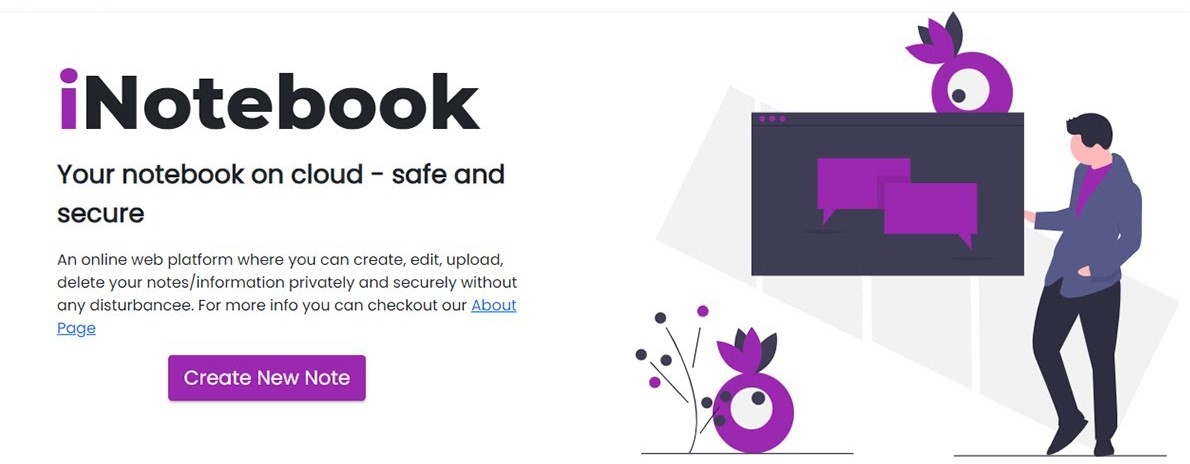 iNotebook
Your notebook on cloud - safe and
secure
An online web platform where you can create, edit, upload,
delete your notes/information privately and securely without
any disturbancee. For more info you can checkout our About
Page
Create New Note